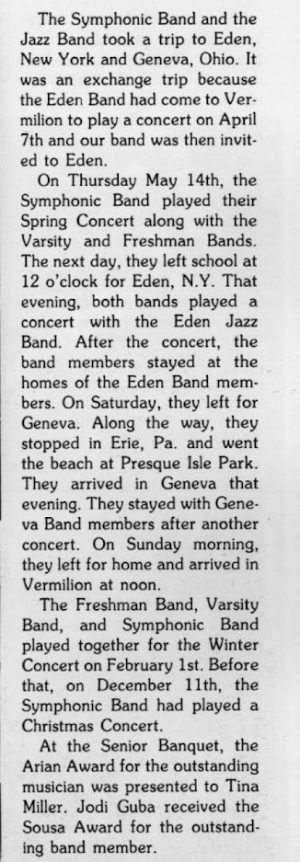 The Symphonic Band and the
Jazz Band took a trip to Eden,
New York and Geneva, Ohio. It
was an exchange trip because
the Eden Band had come to Ver-
milion to play a concert on April
7th and our band was then invit-
ed to Eden.
On Thursday May 14th, the
Symphonic Band played their
Spring Concert along with the
Varsity and Freshman Bands.
The next day, they left school at
12 o'clock for Eden, N.Y. That
evening, both bands played a
concert with the Eden Jazz
Band. After the concert, the
band members stayed at the
homes of the Eden Band mem-
bers. On Saturday, they left for
Geneva. Along the way, they
stopped in Erie, Pa. and went
the beach at Presque Isle Park.
They arrived in Geneva that
evening. They stayed with Gene-
va Band members after another
concert. On Sunday morning,
they left for home and arrived in
Vermilion at noon.
The Freshman Band, Varsity
Band, and Symphonic Band
played together for the Winter
Concert on February 1st. Before
that, on December 11th, the
Symphonic Band had played a
Christmas Concert.
At the Senior Banquet, the
Arian Award for the outstanding
musician was presented to Tina
Miller. Jodi Guba received the
Sousa Award for the outstand-
ing band member.